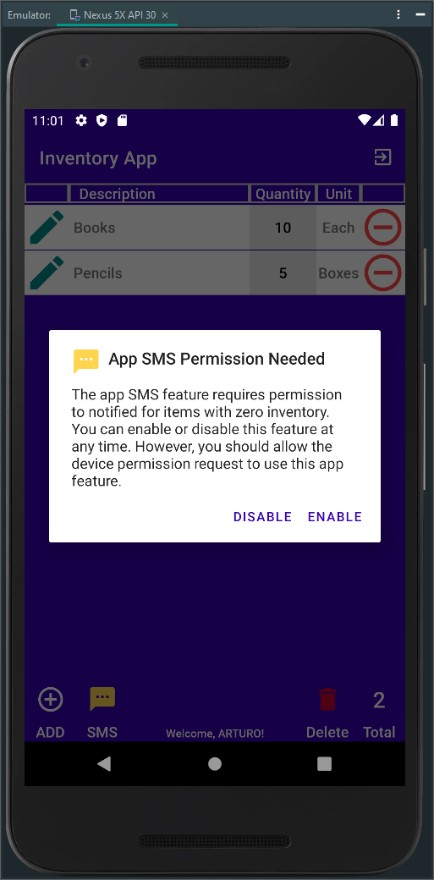 Emulator: Nexus 5X API 30
11:01
Inventory App
Description Quantity Unit
Books 10 Each
Pencils 5 Boxes
App SMS Permission Needed
The app SMS feature requires permission
to notified for items with zero inventory.
You can enable or disable this feature at
any time. However, you should allow the
device permission request to use this app
feature.
DISABLE ENABLE
2
ADD SMS Welcome, ARTURO! Delete Total